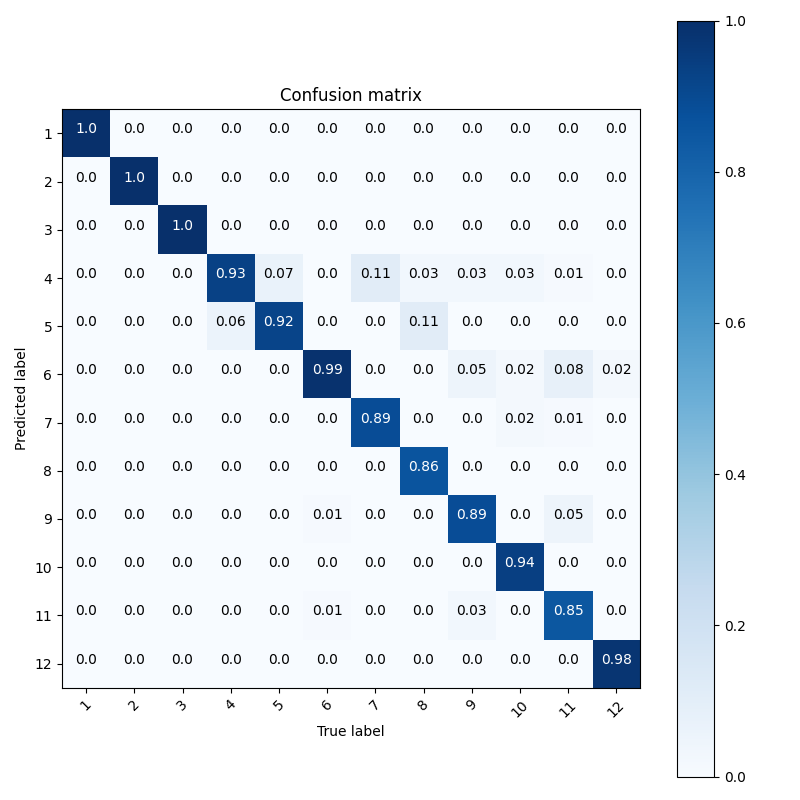 Confusion matrix
1 1.0 0.0 0.0 0.0 0.0 0.0 0.0 0.0 0.0 0.0 0.0 0.0
2 0.0 1.0 0.0 0.0 0.0 0.0 0.0 0.0 0.0 0.0 0.0 0.0
3 0.0 0.0 1.0 0.0 0.0 0.0 0.0 0.0 0.0 0.0 0.0 0.0
4 0.0 0.0 0.0 0.93 0.07 0.0 0.11 0.03 0.03 0.03 0.01 0.0
5 0.0 0.0 0.0 0.06 0.92 0.0 0.0 0.11 0.0 0.0 0.0 0.0
6 0.0 0.0 0.0 0.0 0.0 0.99 0.0 0.0 0.05 0.02 0.08 0.02
7 0.0 0.0 0.0 0.0 0.0 0.0 0.89 0.0 0.0 0.02 0.01 0.0
8 0.0 0.0 0.0 0.0 0.0 0.0 0.0 0.86 0.0 0.0 0.0 0.0
9 0.0 0.0 0.0 0.0 0.0 0.01 0.0 0.0 0.89 0.0 0.05 0.0
10 0.0 0.0 0.0 0.0 0.0 0.0 0.0 0.0 0.0 0.94 0.0 0.0
11 0.0 0.0 0.0 0.0 0.0 0.01 0.0 0.0 0.03 0.0 0.85 0.0
12 0.0 0.0 0.0 0.0 0.0 0.0 0.0 0.0 0.0 0.0 0.0 0.98
1 2 3 4 5 6 7 8 9 10 11 12
True label
Predicted label
1.0
0.8
0.6
0.4
0.2
0.0